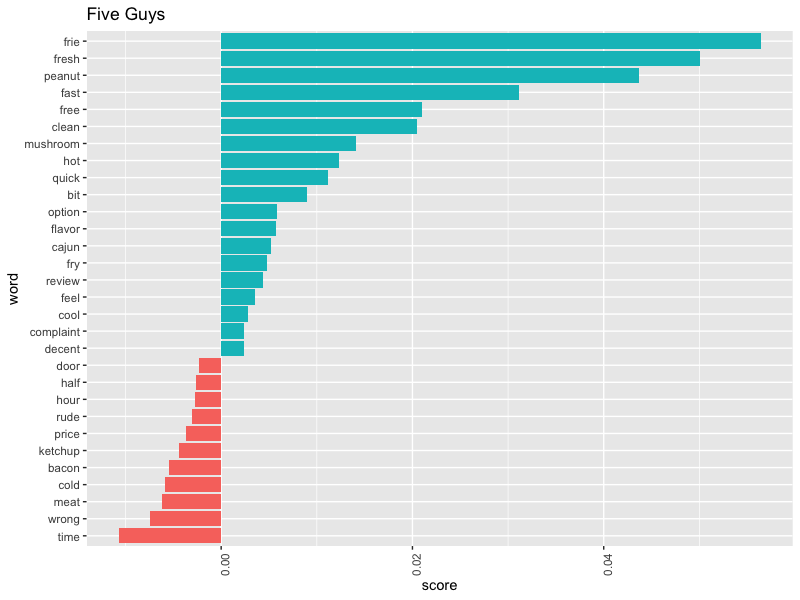 Five Guys
word
frie
fresh
peanut
fast
free
clean
mushroom
hot
quick
bit
option
flavor
cajun
fry
review
feel
cool
complaint
decent
door
half
hour
rude
price
ketchup
bacon
cold
meat
wrong
time
0.00
0.02
0.04
score